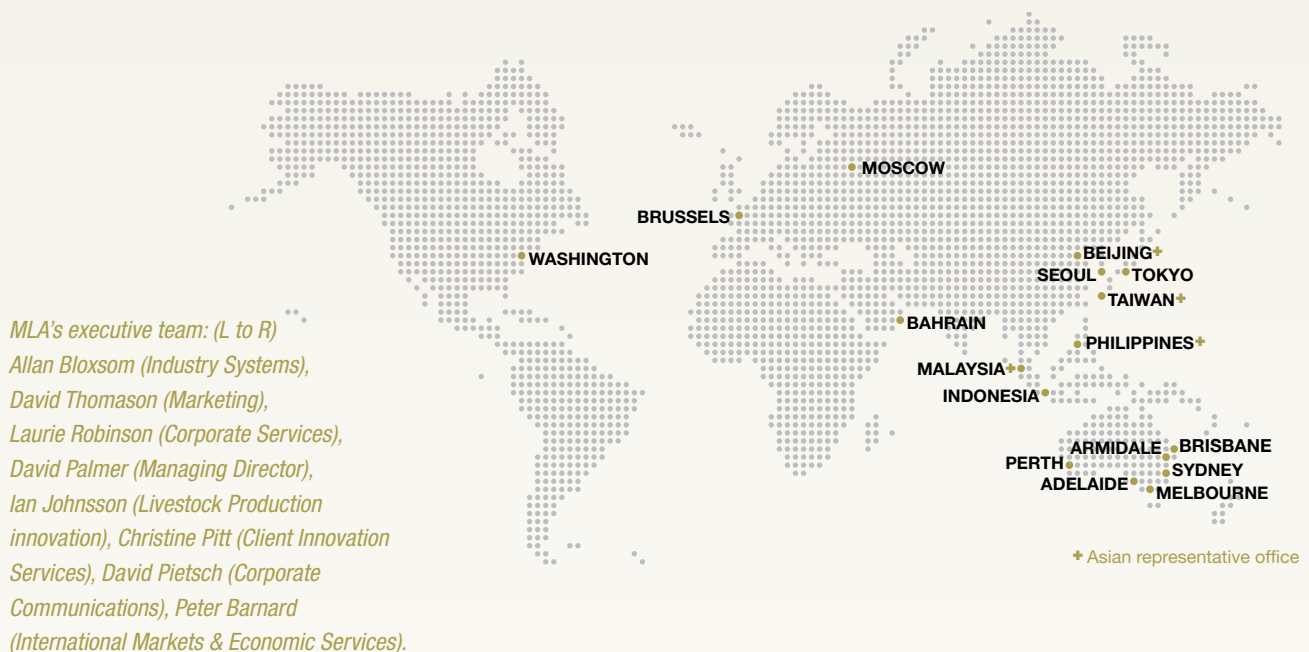 MOSCOW
BRUSSELS
WASHINGTON
BEIJING+
SEOUL
TOKYO
TAIWAN+
BAHRAIN
PHILIPPINES+
MALAYSIA+
INDONESIA
ARMIDALE
BRISBANE
PERTH
SYDNEY
ADELAIDE
MELBOURNE
+ Asian representative office
MLA’s executive team: (L to R)
Allan Bloxsom (Industry Systems),
David Thomason (Marketing),
Laurie Robinson (Corporate Services),
David Palmer (Managing Director),
Ian Johnsson (Livestock Production
innovation), Christine Pitt (Client Innovation
Services), David Pietsch (Corporate
Communications), Peter Barnard
(International Markets & Economic Services).